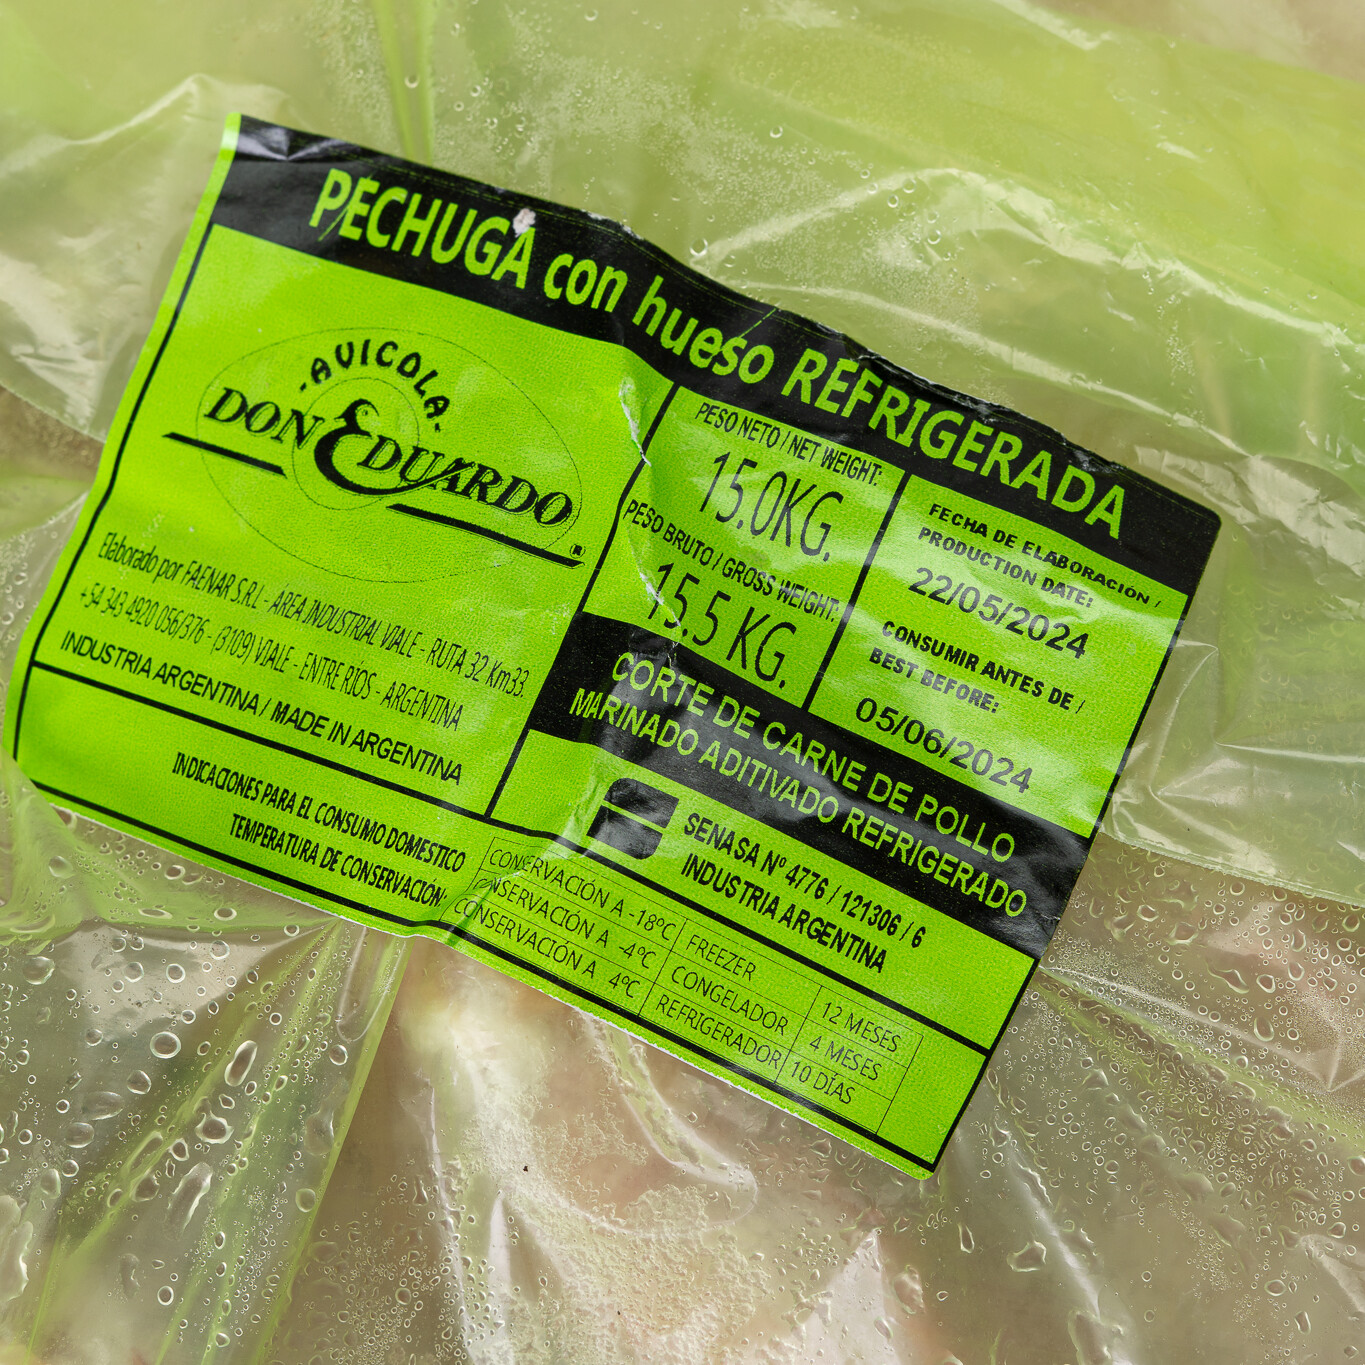 PECHUGA con hueso REFRIGERADA
-AVICOLA-
DON EDUARDO
®
Elaborado por FAENAR S.R.L - ÁREA INDUSTRIAL VIALE - RUTA 32 Km33.
+54 343 4920 056/376 - (3109) VIALE - ENTRE RÍOS - ARGENTINA
INDUSTRIA ARGENTINA / MADE IN ARGENTINA
PESO NETO / NET WEIGHT:
15.0KG.
PESO BRUTO / GROSS WEIGHT:
15.5 KG.
FECHA DE ELABORACIÓN /
PRODUCTION DATE:
22/05/2024
CONSUMIR ANTES DE /
BEST BEFORE:
05/06/2024
CORTE DE CARNE DE POLLO
MARINADO ADITIVADO REFRIGERADO
SENASA Nº 4776 / 121306 / 6
INDUSTRIA ARGENTINA
INDICACIONES PARA EL CONSUMO DOMESTICO
TEMPERATURA DE CONSERVACIÓN:
CONSERVACIÓN A -18ºC FREEZER 12 MESES
CONSERVACIÓN A -4ºC CONGELADOR 4 MESES
CONSERVACIÓN A 4ºC REFRIGERADOR 10 DÍAS